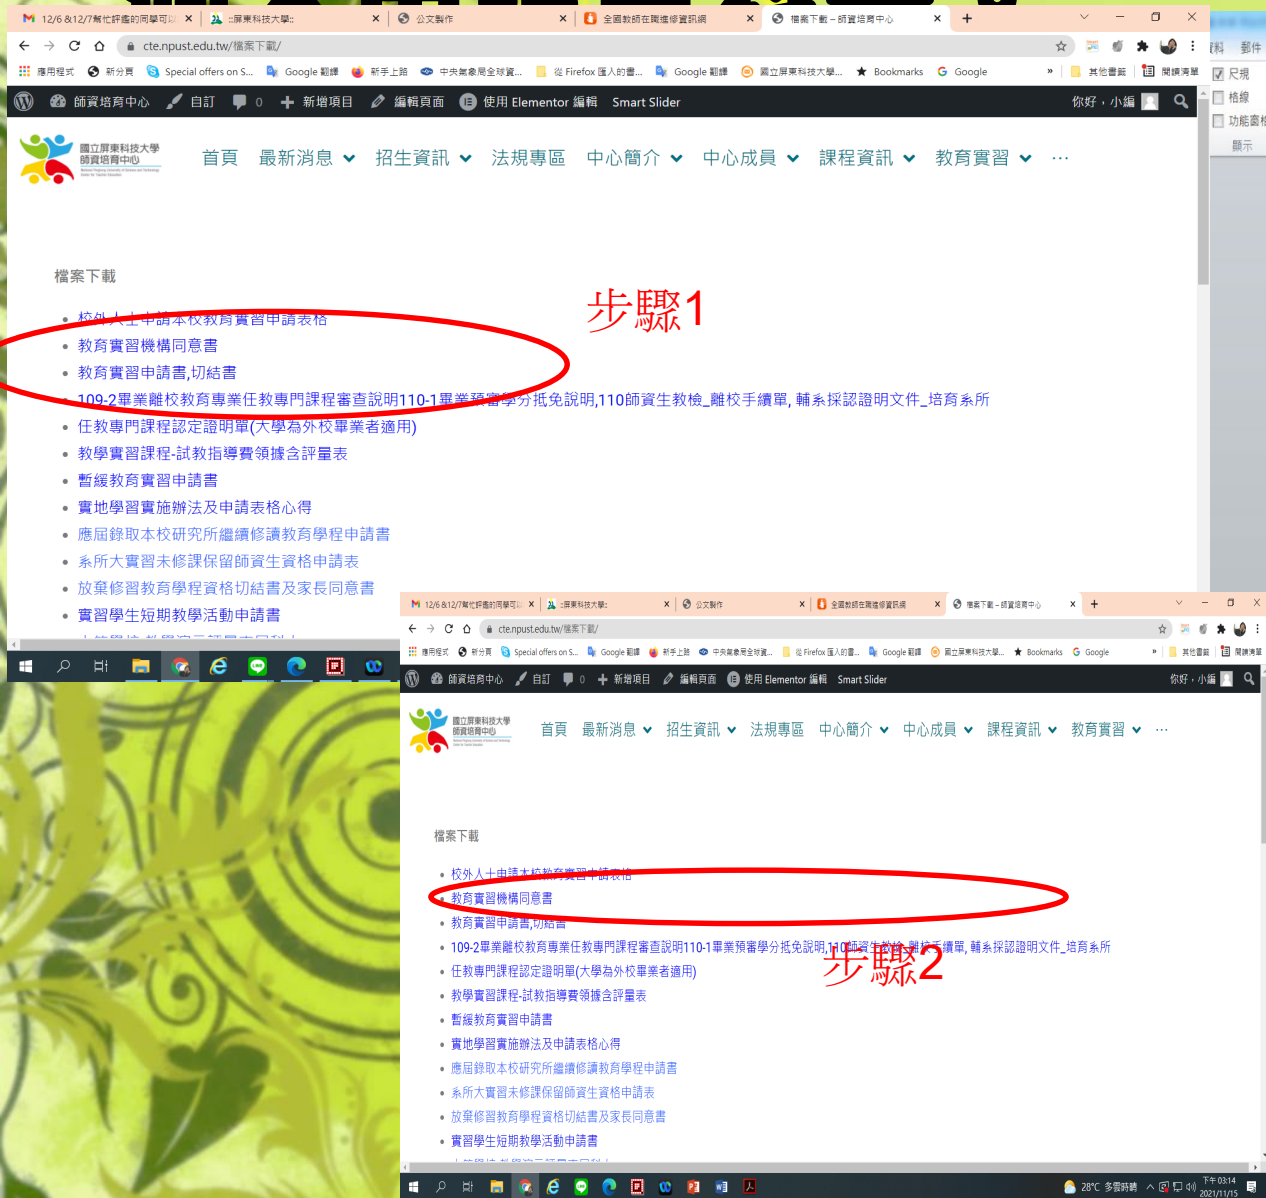 12/6 &12/7幫忙評鑑的同學可以
::屏東科技大學::
公文製作
全國教師在職進修資訊網
檔案下載 – 師資培育中心
cte.npust.edu.tw/檔案下載/
資料 郵件
應用程式 新分頁 Special offers on S... Google 翻譯 新手上路 中央氣象局全球資... 從 Firefox 匯入的書... Google 翻譯 國立屏東科技大學... Bookmarks Google » 其他書籤 閱讀清單
尺規
格線
功能窗格
顯示
師資培育中心 自訂 0 新增項目 編輯頁面 使用 Elementor 編輯 Smart Slider 你好，小編
國立屏東科技大學
師資培育中心
首頁 最新消息 招生資訊 法規專區 中心簡介 中心成員 課程資訊 教育實習 ...
檔案下載
步驟1
校外人士申請本校教育實習申請表格
教育實習機構同意書
教育實習申請書,切結書
109-2畢業離校教育專業任教專門課程審查說明110-1畢業預審學分抵免說明,110師資生教檢_離校手續單, 輔系採認證明文件_培育系所
任教專門課程認定證明單(大學為外校畢業者適用)
教學實習課程-試教指導費領據含評量表
暫緩教育實習申請書
實地學習實施辦法及申請表格心得
應屆錄取本校研究所繼續修讀教育學程申請書
系所大實習未修課保留師資生資格申請表
放棄修習教育學程資格切結書及家長同意書
實習學生短期教學活動申請書
12/6 &12/7幫忙評鑑的同學可以
::屏東科技大學::
公文製作
全國教師在職進修資訊網
檔案下載 – 師資培育中心
cte.npust.edu.tw/檔案下載/
應用程式 新分頁 Special offers on S... Google 翻譯 新手上路 中央氣象局全球資... 從 Firefox 匯入的書... Google 翻譯 國立屏東科技大學... Bookmarks Google » 其他書籤 閱讀清單
師資培育中心 自訂 0 新增項目 編輯頁面 使用 Elementor 編輯 Smart Slider 你好，小編
國立屏東科技大學
師資培育中心
首頁 最新消息 招生資訊 法規專區 中心簡介 中心成員 課程資訊 教育實習 ...
檔案下載
校外人士申請本校教育實習申請表格
教育實習機構同意書
教育實習申請書,切結書
109-2畢業離校教育專業任教專門課程審查說明110-1畢業預審學分抵免說明,110師資生教檢_離校手續單, 輔系採認證明文件_培育系所
步驟2
任教專門課程認定證明單(大學為外校畢業者適用)
教學實習課程-試教指導費領據含評量表
暫緩教育實習申請書
實地學習實施辦法及申請表格心得
應屆錄取本校研究所繼續修讀教育學程申請書
系所大實習未修課保留師資生資格申請表
放棄修習教育學程資格切結書及家長同意書
實習學生短期教學活動申請書
28°C 多雲時晴
下午 03:14
2021/11/15